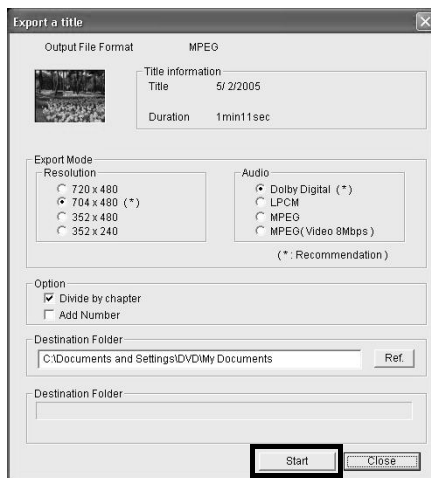 Export a title
Output File Format MPEG
Title information
Title 5/ 2/2005
Duration 1min11sec
Export Mode
Resolution
720 x 480
704 x 480 (*)
352 x 480
352 x 240
Audio
Dolby Digital (*)
LPCM
MPEG
MPEG(Video 8Mbps)
(*: Recommendation)
Option
Divide by chapter
Add Number
Destination Folder
C:\Documents and Settings\DVD\My Documents Ref.
Destination Folder
Start Close